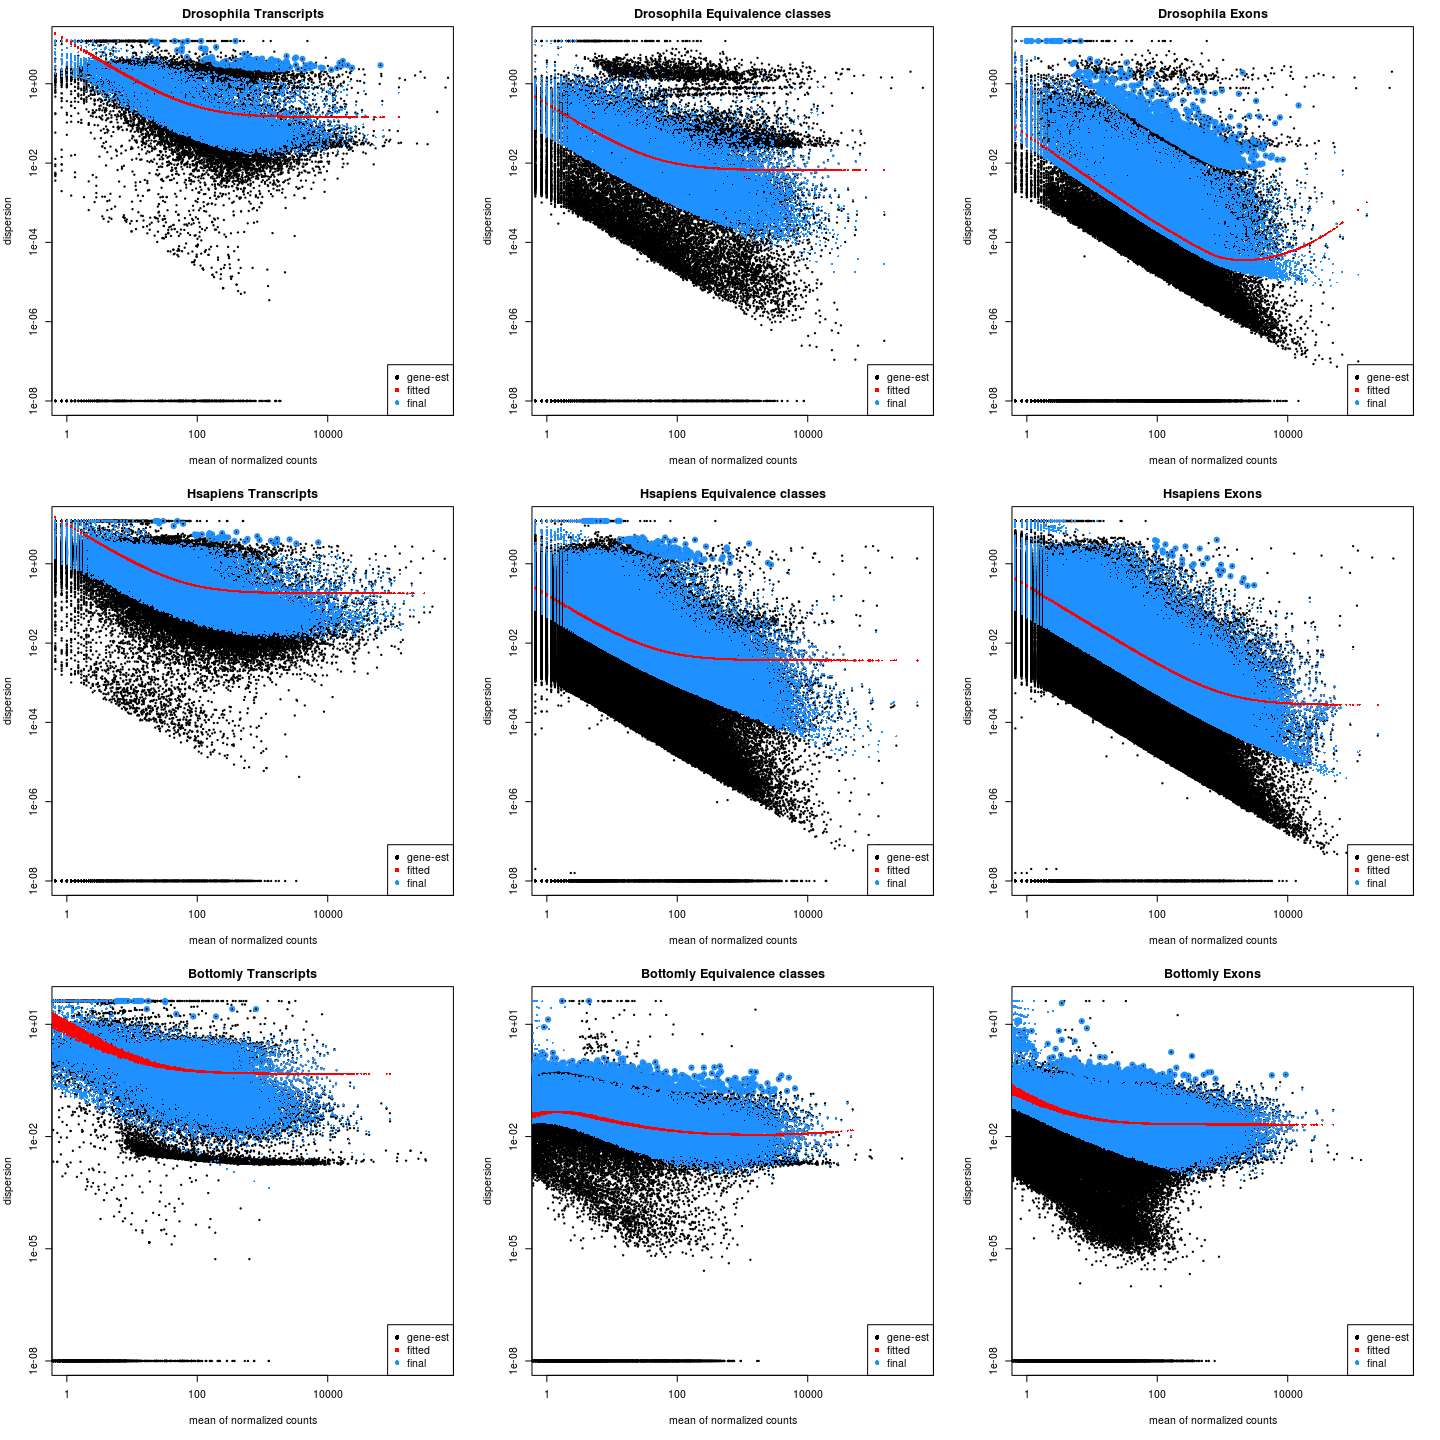 Drosophila Transcripts
dispersion
1e+00
1e-02
1e-04
1e-06
1e-08
1
100
10000
mean of normalized counts
gene-est
fitted
final
Drosophila Equivalence classes
dispersion
1e+00
1e-02
1e-04
1e-06
1e-08
1
100
10000
mean of normalized counts
gene-est
fitted
final
Drosophila Exons
dispersion
1e+00
1e-02
1e-04
1e-06
1e-08
1
100
10000
mean of normalized counts
gene-est
fitted
final
Hsapiens Transcripts
dispersion
1e+00
1e-02
1e-04
1e-06
1e-08
1
100
10000
mean of normalized counts
gene-est
fitted
final
Hsapiens Equivalence classes
dispersion
1e+00
1e-02
1e-04
1e-06
1e-08
1
100
10000
mean of normalized counts
gene-est
fitted
final
Hsapiens Exons
dispersion
1e+00
1e-02
1e-04
1e-06
1e-08
1
100
10000
mean of normalized counts
gene-est
fitted
final
Bottomly Transcripts
dispersion
1e+01
1e-02
1e-05
1e-08
1
100
10000
mean of normalized counts
gene-est
fitted
final
Bottomly Equivalence classes
dispersion
1e+01
1e-02
1e-05
1e-08
1
100
10000
mean of normalized counts
gene-est
fitted
final
Bottomly Exons
dispersion
1e+01
1e-02
1e-05
1e-08
1
100
10000
mean of normalized counts
gene-est
fitted
final